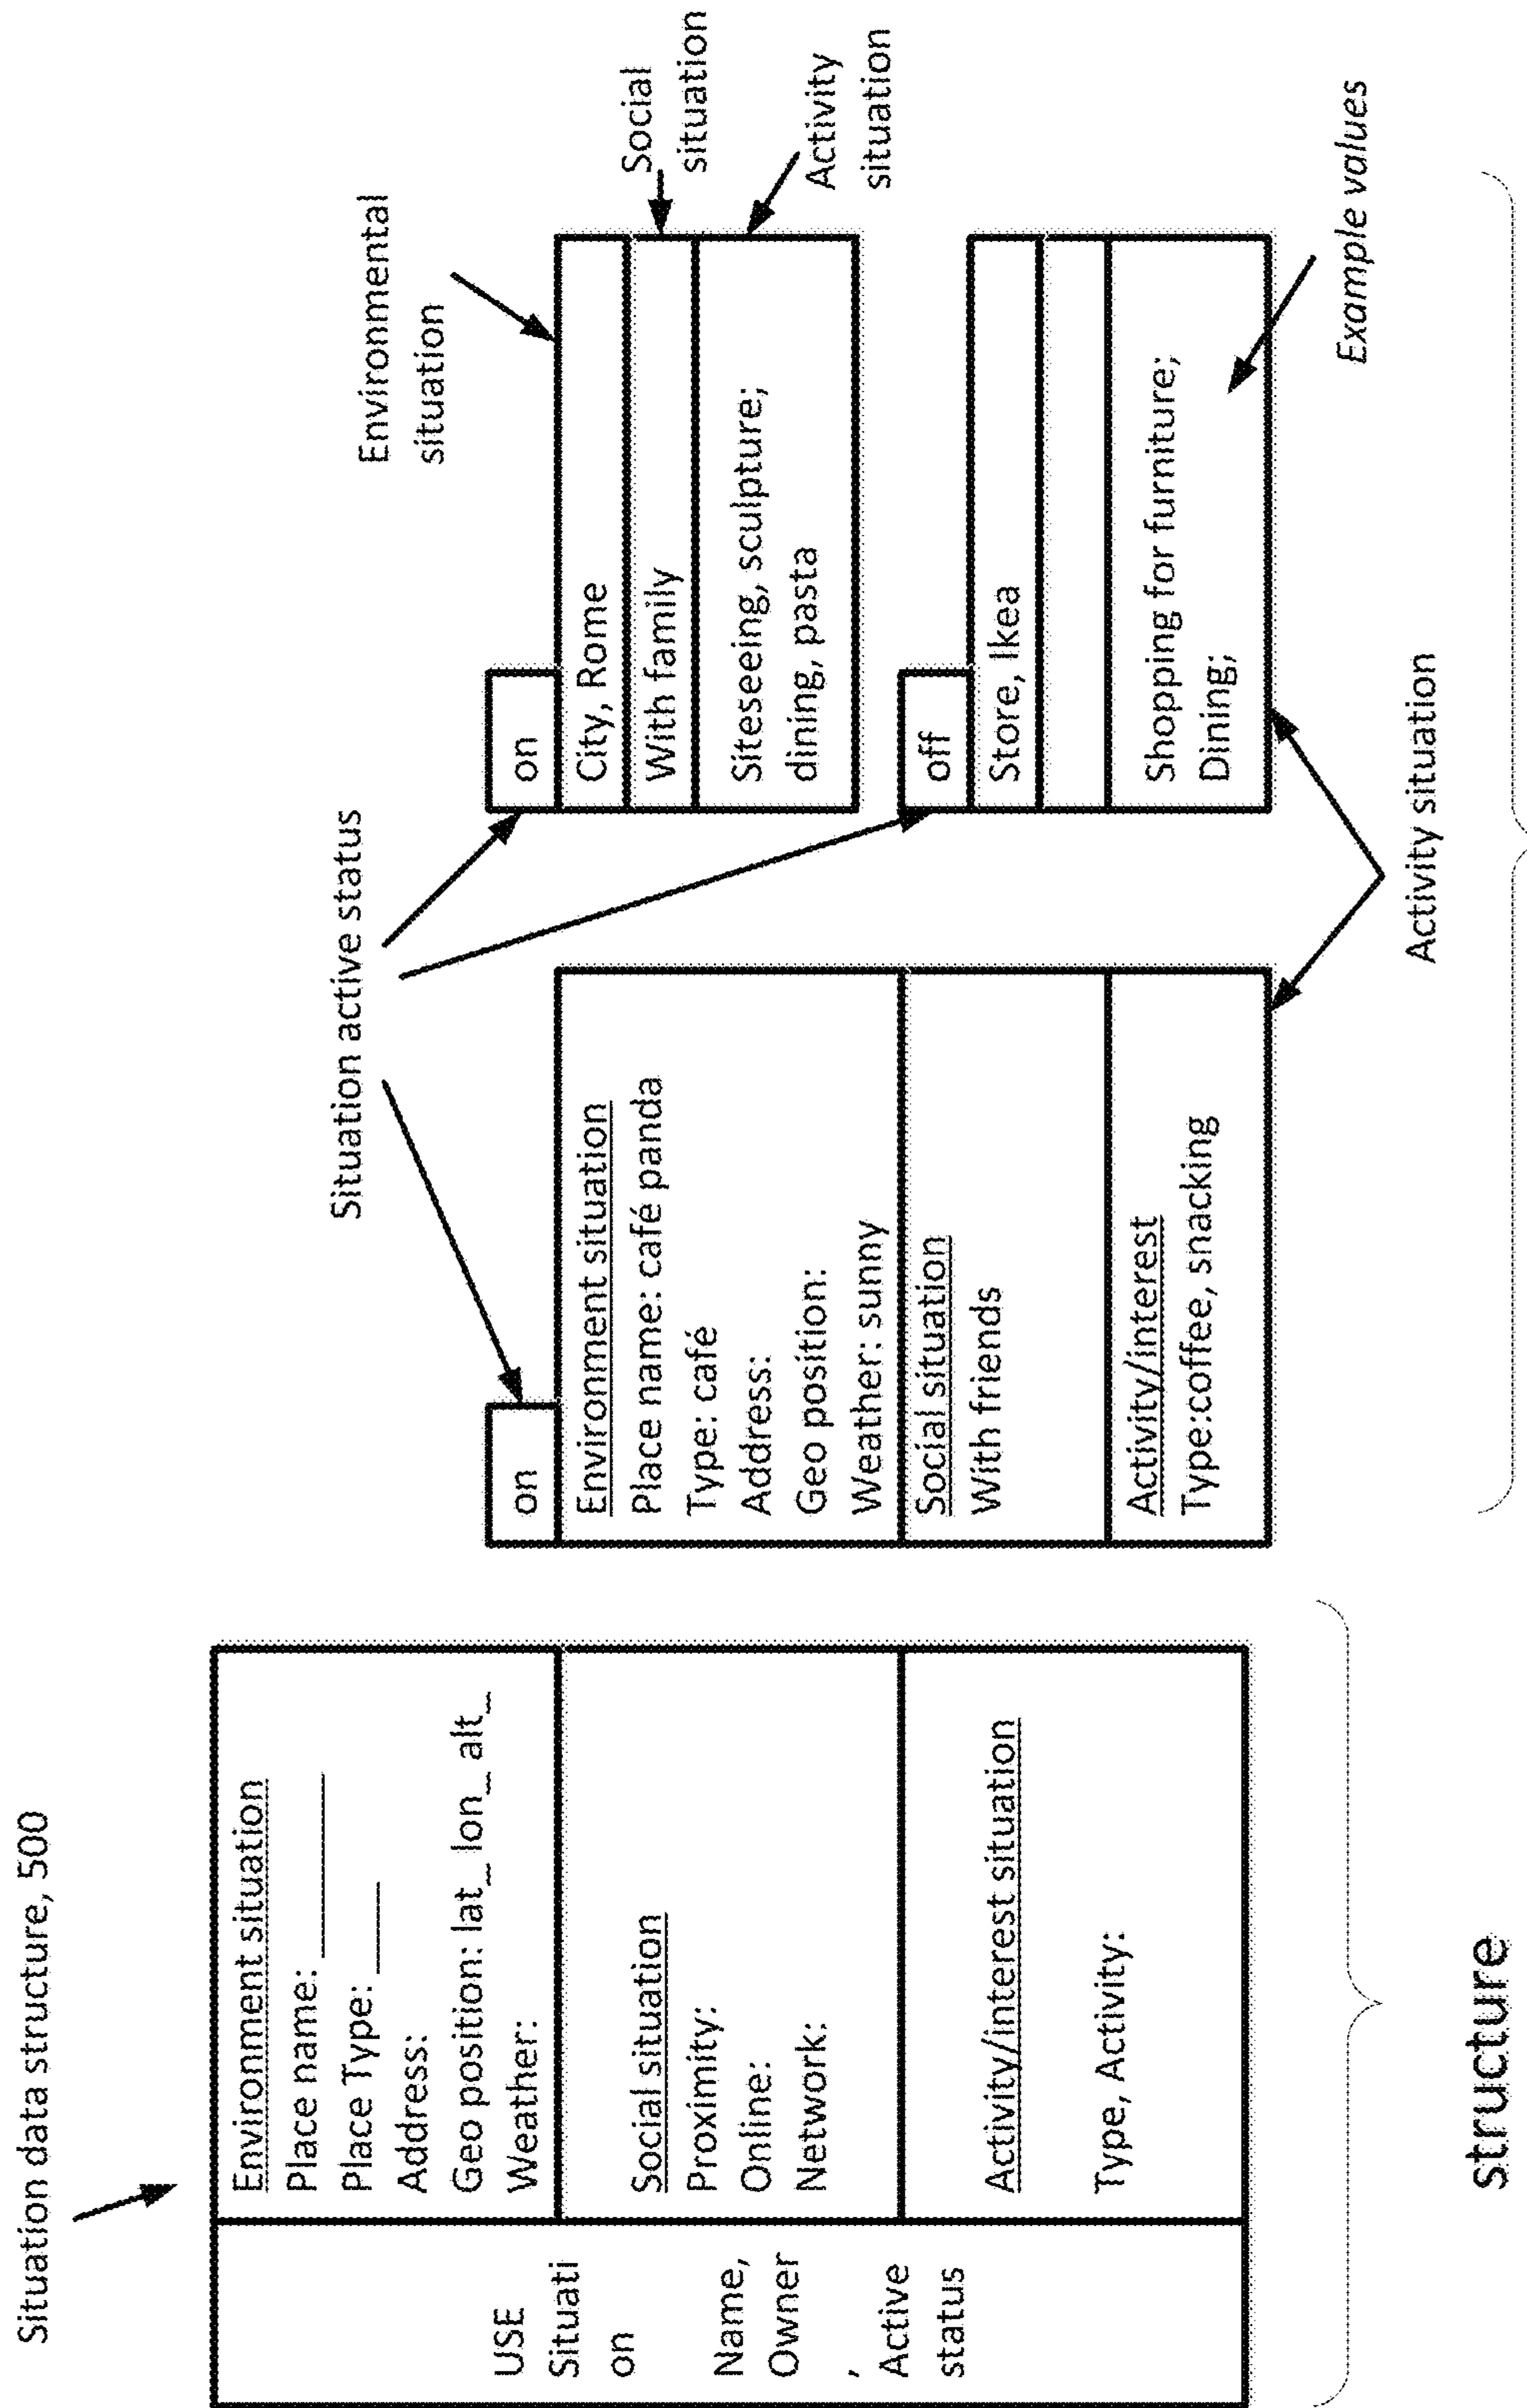 Situation data structure, 500
USE
Situati
on
Name,
Owner
,
Active
status
Environment situation
Place name:________
Place Type:____
Address:
Geo position: lat_ lon_ alt_
Weather:
Social situation
Proximity:
Online:
Network:
Activity/interest situation
Type, Activity:
structure
Situation active status
on
Environment situation
Place name: café panda
Type: café
Address:
Geo position:
Weather: sunny
Social situation
With friends
Activity/interest
Type:coffee, snacking
Environmental
situation
on
City, Rome
With family
Siteseeing, sculpture;
dining, pasta
Social
situation
Activity
situation
off
Store, Ikea
Shopping for furniture;
Dining;
Activity situation
Example values